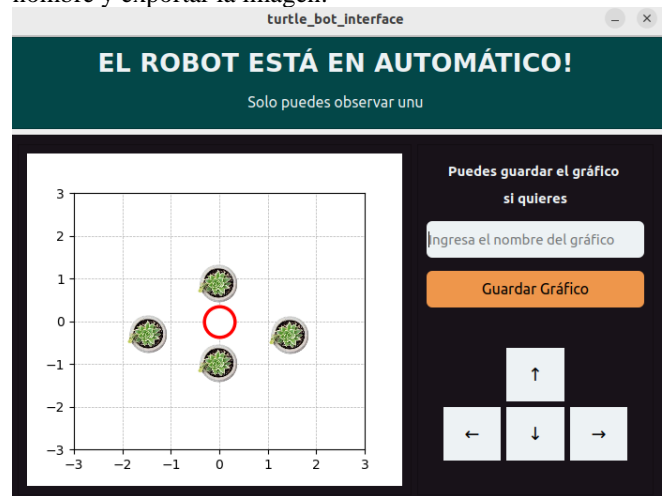 nombre y exportar la imagen.
turtle_bot_interface
EL ROBOT ESTÁ EN AUTOMÁTICO!
Solo puedes observar unu
Puedes guardar el gráfico
si quieres
Ingresa el nombre del gráfico
Guardar Gráfico
3
2
1
0
−1
−2
−3
−3 −2 −1 0 1 2 3
↑
← ↓ →